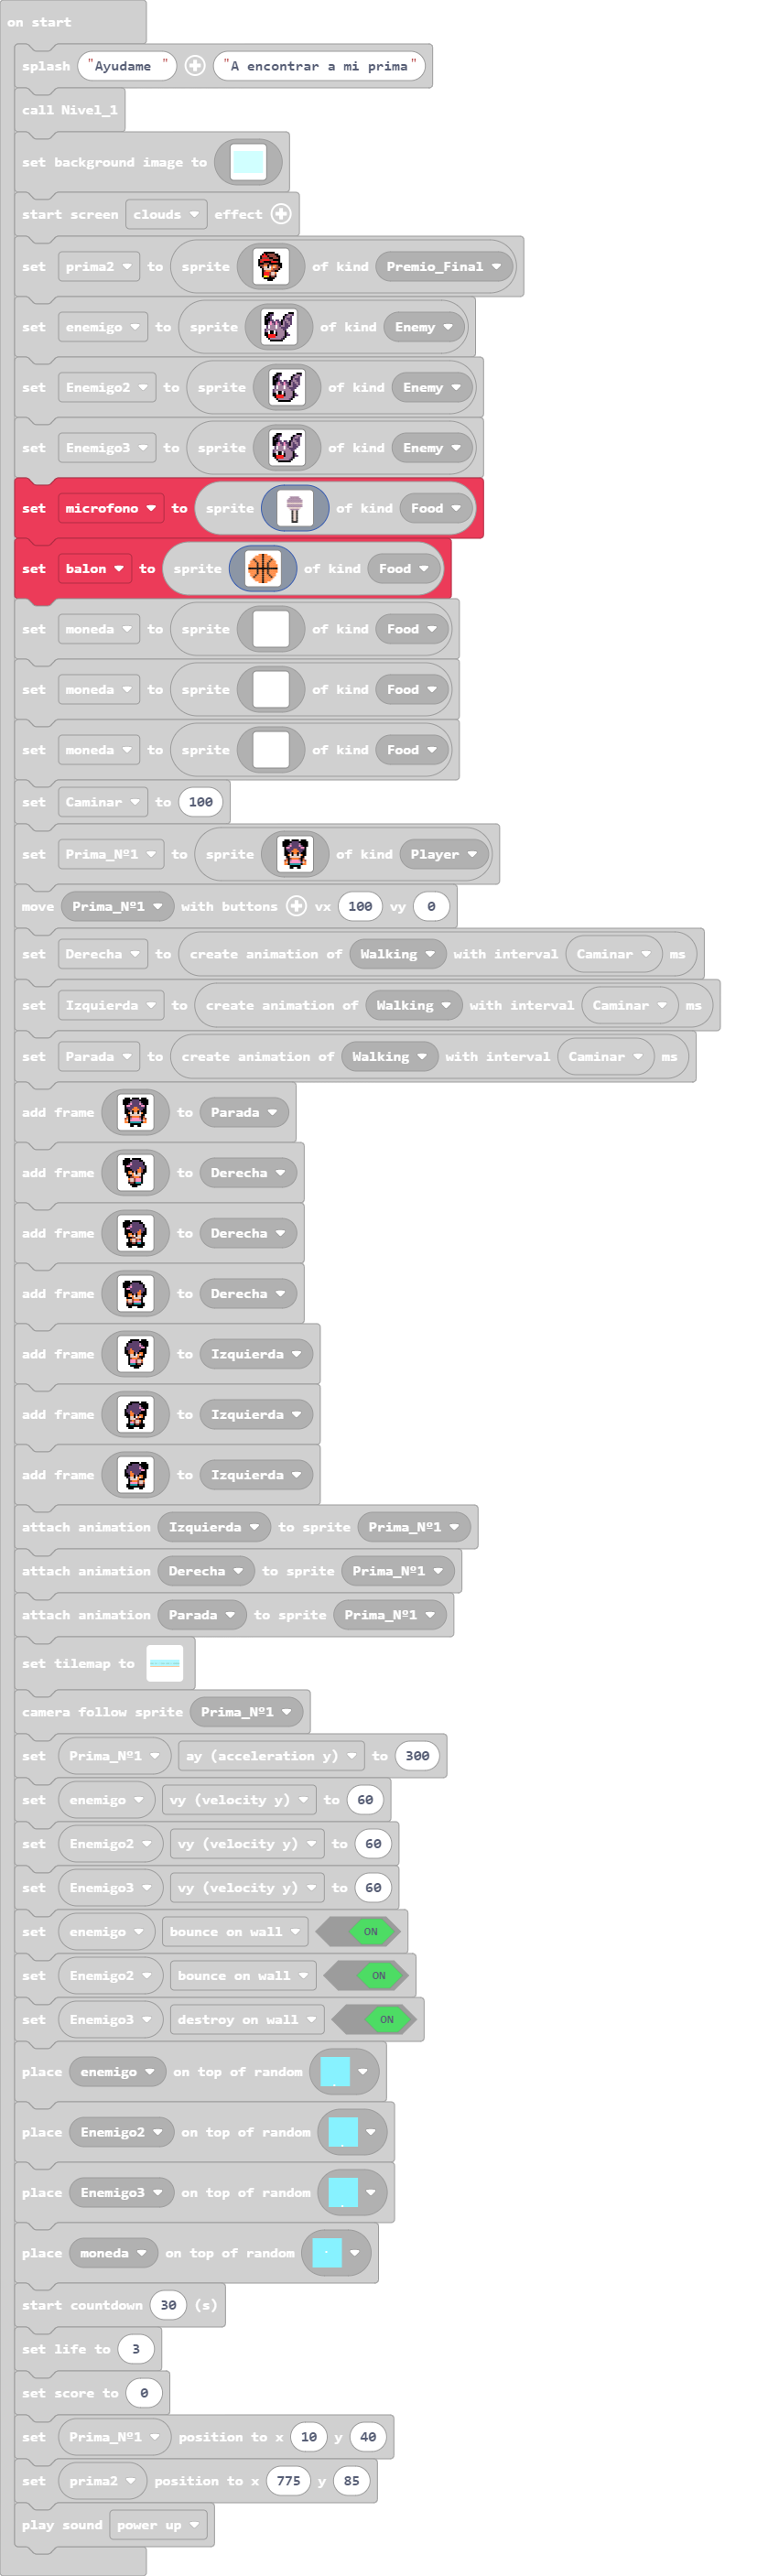 on start
splash "Ayudame " "A encontrar a mi prima"
call Nivel_1
set background image to
start screen clouds effect
set prima2 to sprite of kind Premio_Final
set enemigo to sprite of kind Enemy
set Enemigo2 to sprite of kind Enemy
set Enemigo3 to sprite of kind Enemy
set microfono to sprite of kind Food
set balon to sprite of kind Food
set moneda to sprite of kind Food
set moneda to sprite of kind Food
set moneda to sprite of kind Food
set Caminar to 100
set Prima_Nº1 to sprite of kind Player
move Prima_Nº1 with buttons vx 100 vy 0
set Derecha to create animation of Walking with interval Caminar ms
set Izquierda to create animation of Walking with interval Caminar ms
set Parada to create animation of Walking with interval Caminar ms
add frame to Parada
add frame to Derecha
add frame to Derecha
add frame to Derecha
add frame to Izquierda
add frame to Izquierda
add frame to Izquierda
attach animation Izquierda to sprite Prima_Nº1
attach animation Derecha to sprite Prima_Nº1
attach animation Parada to sprite Prima_Nº1
set tilemap to
camera follow sprite Prima_Nº1
set Prima_Nº1 ay (acceleration y) to 300
set enemigo vy (velocity y) to 60
set Enemigo2 vy (velocity y) to 60
set Enemigo3 vy (velocity y) to 60
set enemigo bounce on wall ON
set Enemigo2 bounce on wall ON
set Enemigo3 destroy on wall ON
place enemigo on top of random
place Enemigo2 on top of random
place Enemigo3 on top of random
place moneda on top of random
start countdown 30 (s)
set life to 3
set score to 0
set Prima_Nº1 position to x 10 y 40
set prima2 position to x 775 y 85
play sound power up